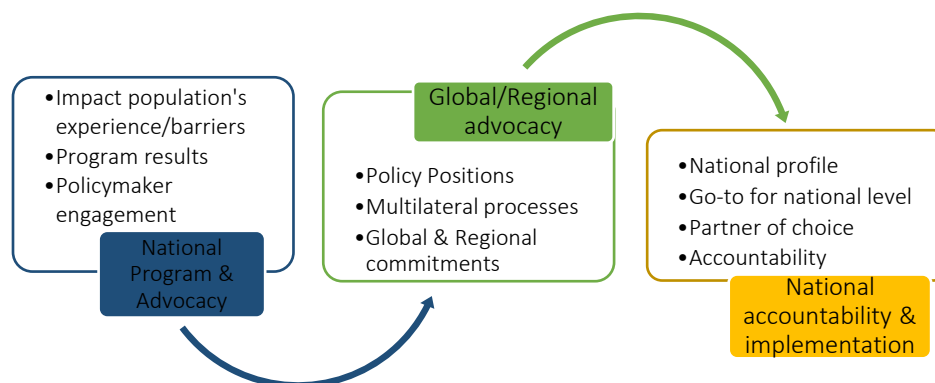 •Impact population's
experience/barriers
•Program results
•Policymaker
engagement
National
Program &
Advocacy
Global/Regional
advocacy
•Policy Positions
•Multilateral processes
•Global & Regional
commitments
•National profile
•Go-to for national level
•Partner of choice
•Accountability
National
accountability &
implementation